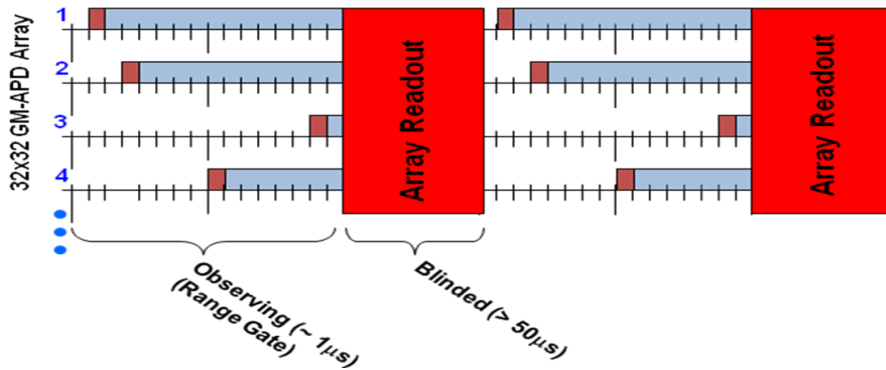 32x32 GM-APD Array
1
2
3
4
Array Readout
Array Readout
Observing (~ 1µs)
(Range Gate)
Blinded (> 50µs)